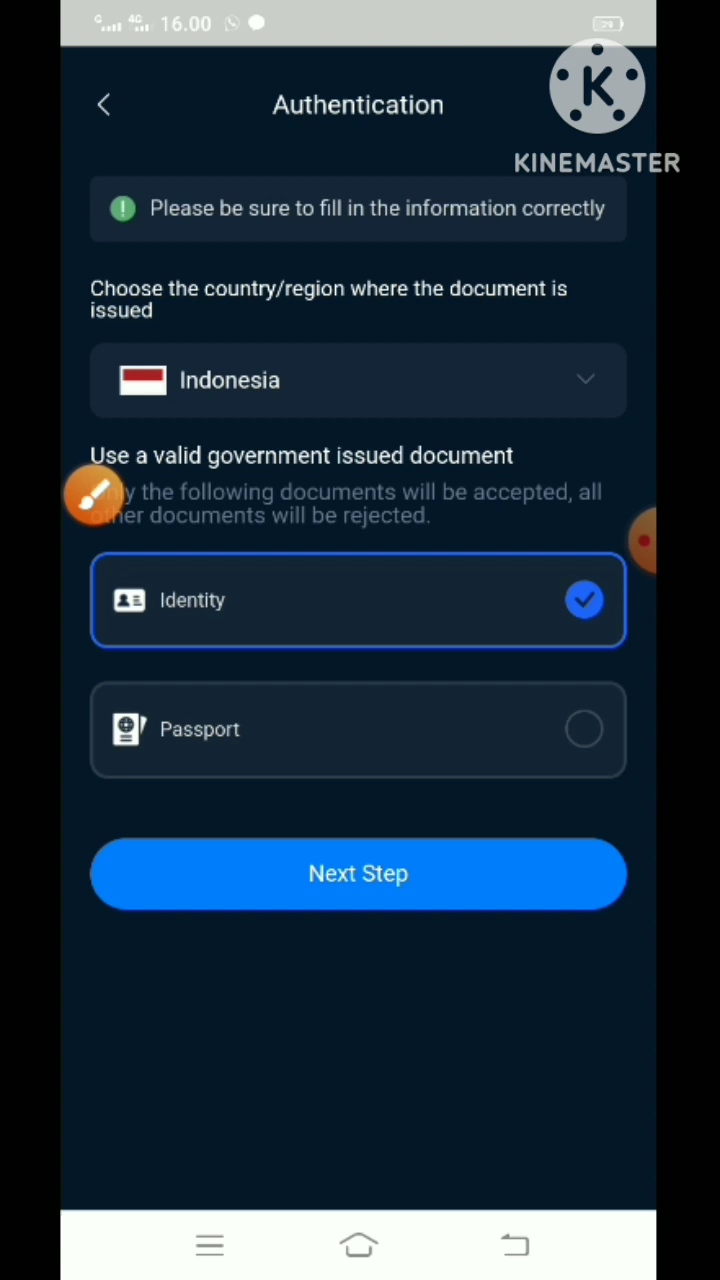 G 4G 16.00 29
Authentication
K
KINEMASTER
Please be sure to fill in the information correctly
Choose the country/region where the document is
issued
Indonesia
Use a valid government issued document
the following documents will be accepted, all
documents will be rejected.
Identity
Passport
Next Step